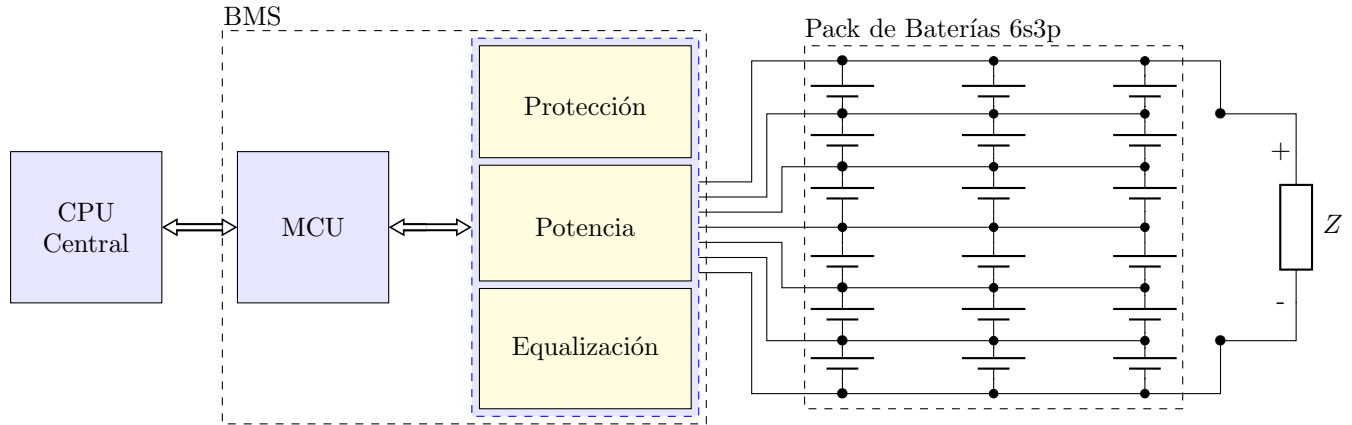 BMS
Pack de Baterías 6s3p
Protección
CPU
Central
MCU
Potencia
Equalización
+
Z
-